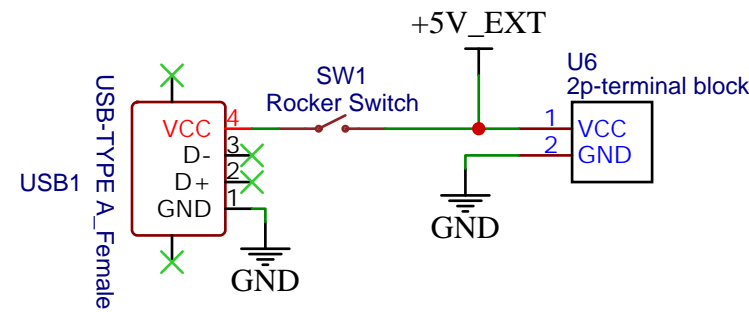 +5V_EXT
U6
2p-terminal block
SW1
Rocker Switch
USB-TYPE A_Female
USB1
VCC 4
D- 3
D+ 2
GND 1
1 VCC
2 GND
GND
GND